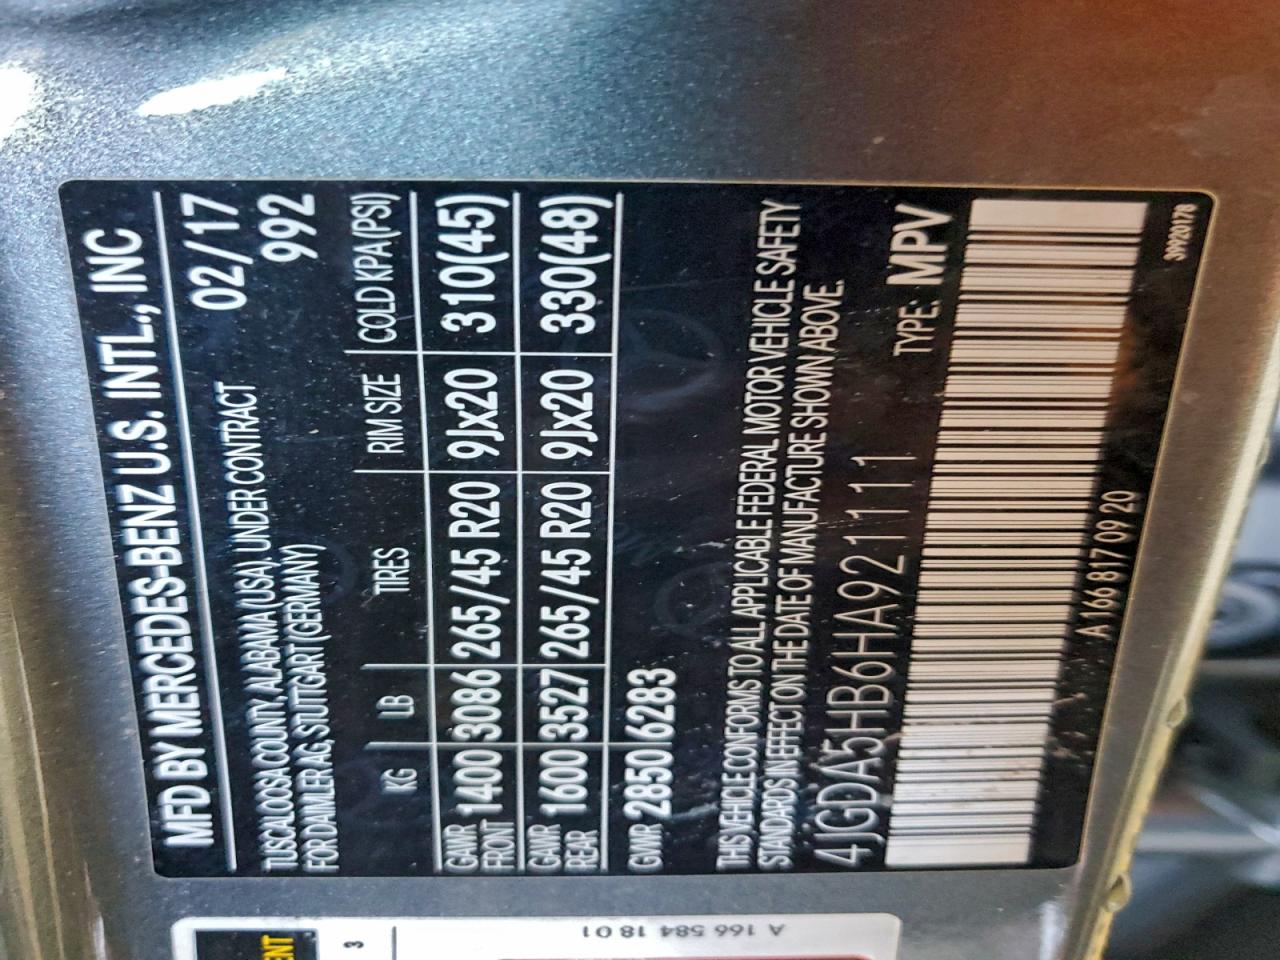 MFD BY MERCEDES-BENZ U.S. INTL., INC
TUSCALOOSA COUNTY, ALABAMA (USA), UNDER CONTRACT 02/17
FOR DAIMLER AG, STUTTGART (GERMANY) 992
KG LB TIRES RIM SIZE COLD KPA(PSI)
GAWR FRONT 1400 3086 265/45 R20 9Jx20 310(45)
GAWR REAR 1600 3527 265/45 R20 9Jx20 330(48)
GVWR 2850 6283
THIS VEHICLE CONFORMS TO ALL APPLICABLE FEDERAL MOTOR VEHICLE SAFETY
STANDARDS IN EFFECT ON THE DATE OF MANUFACTURE SHOWN ABOVE.
4JGDA5HB6HA921111 TYPE: MPV
A 166 817 09 20
39920178
3
A 166 584 18 01